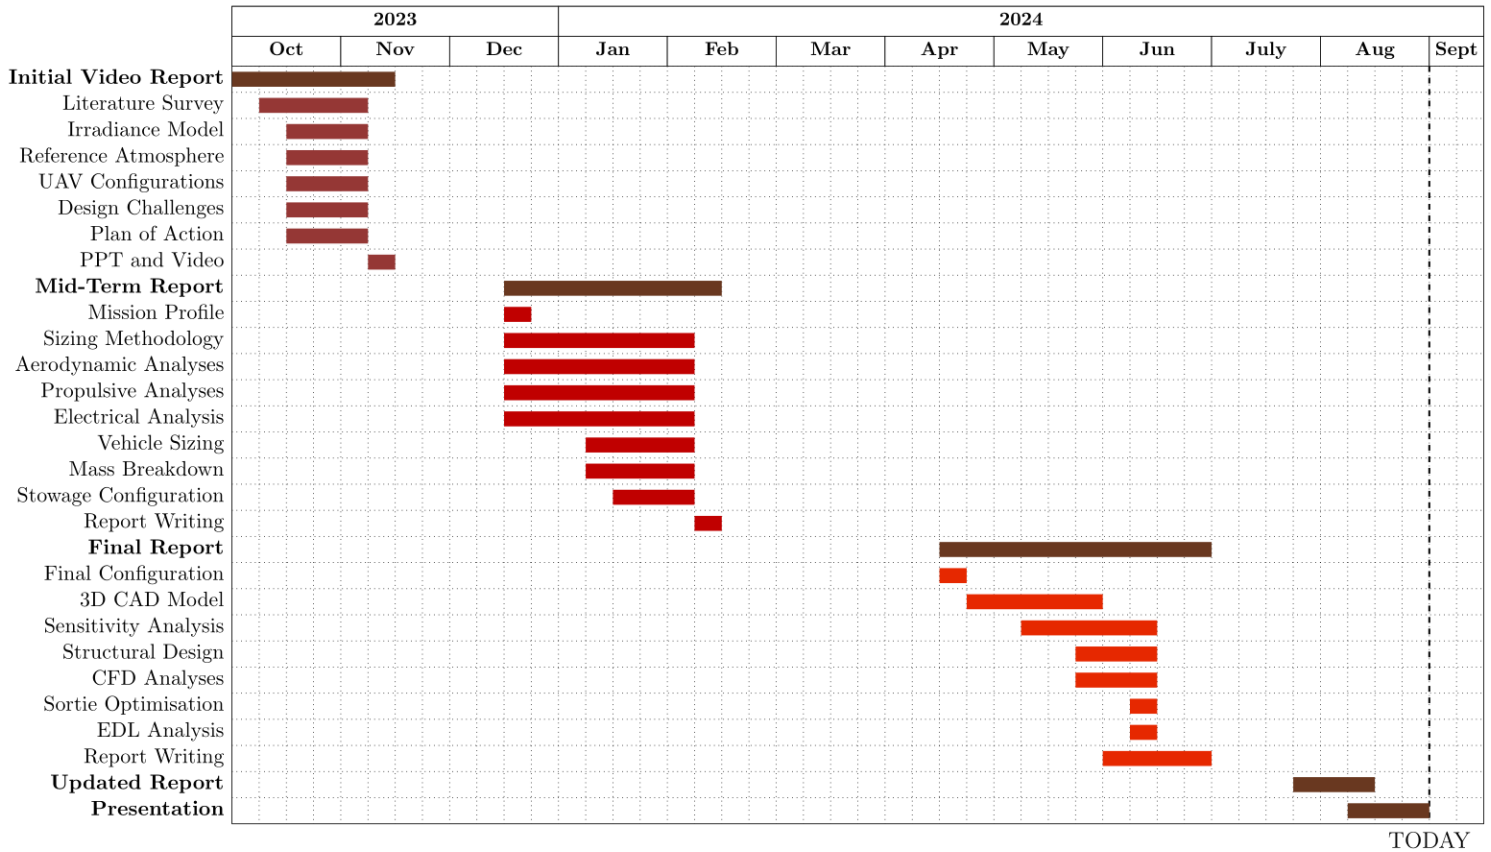 2023 2024
Oct Nov Dec Jan Feb Mar Apr May Jun July Aug Sept
Initial Video Report
Literature Survey
Irradiance Model
Reference Atmosphere
UAV Configurations
Design Challenges
Plan of Action
PPT and Video
Mid-Term Report
Mission Profile
Sizing Methodology
Aerodynamic Analyses
Propulsive Analyses
Electrical Analysis
Vehicle Sizing
Mass Breakdown
Stowage Configuration
Report Writing
Final Report
Final Configuration
3D CAD Model
Sensitivity Analysis
Structural Design
CFD Analyses
Sortie Optimisation
EDL Analysis
Report Writing
Updated Report
Presentation
TODAY